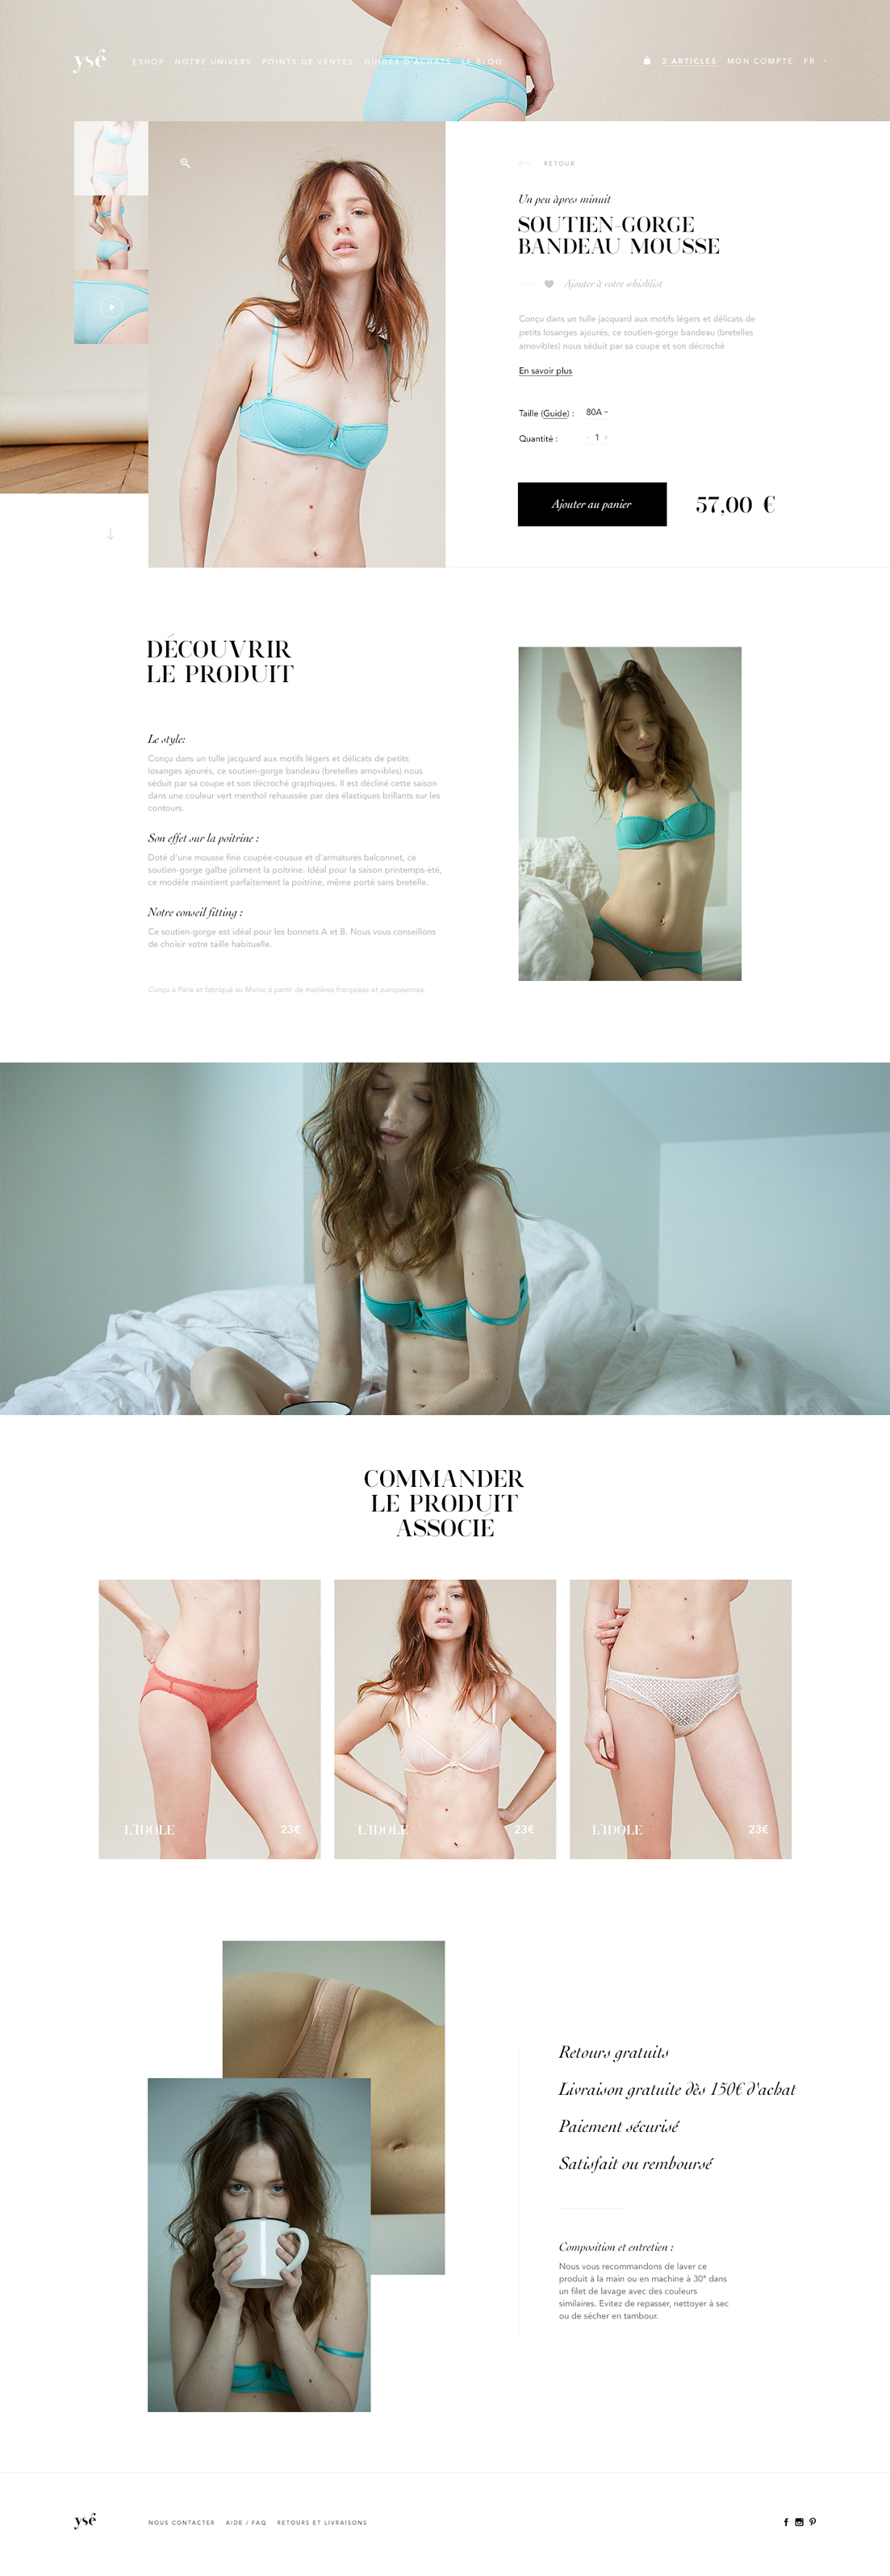 ysé
ESHOP NOTRE UNIVERS POINTS DE VENTES GUIDES D'ACHATS LE BLOG
2 ARTICLES MON COMPTE FR
RETOUR
Un peu àpres minuit
SOUTIEN-GORGE
BANDEAU MOUSSE
Ajouter à votre whishlist
Conçu dans un tulle jacquard aux motifs légers et délicats de
petits losanges ajourés, ce soutien-gorge bandeau (bretelles
amovibles) nous séduit par sa coupe et son décroché
En savoir plus
Taille (Guide) : 80A
Quantité : - 1 +
Ajouter au panier
57,00 €
DÉCOUVRIR
LE PRODUIT
Le style:
Conçu dans un tulle jacquard aux motifs légers et délicats de petits
losanges ajourés, ce soutien-gorge bandeau (bretelles amovibles) nous
séduit par sa coupe et son décroché graphiques. Il est décliné cette saison
dans une couleur vert menthol rehaussée par des élastiques brillants sur les
contours.
Son effet sur la poitrine :
Doté d'une mousse fine coupée-cousue et d'armatures balconnet, ce
soutien-gorge galbe joliment la poitrine. Idéal pour la saison printemps-été,
ce modèle maintient parfaitement la poitrine, même porté sans bretelle.
Notre conseil fitting :
Ce soutien-gorge est idéal pour les bonnets A et B. Nous vous conseillons
de choisir votre taille habituelle.
Conçu à Paris et fabriqué au Maroc à partir de matières françaises et européennes.
COMMANDER
LE PRODUIT
ASSOCIÉ
L'IDOLE 23€
L'IDOLE 23€
L'IDOLE 23€
Retours gratuits
Livraison gratuite dès 150€ d'achat
Paiement sécurisé
Satisfait ou remboursé
Composition et entretien :
Nous vous recommandons de laver ce
produit à la main ou en machine à 30° dans
un filet de lavage avec des couleurs
similaires. Evitez de repasser, nettoyer à sec
ou de sécher en tambour.
ysé
NOUS CONTACTER AIDE / FAQ RETOURS ET LIVRAISONS